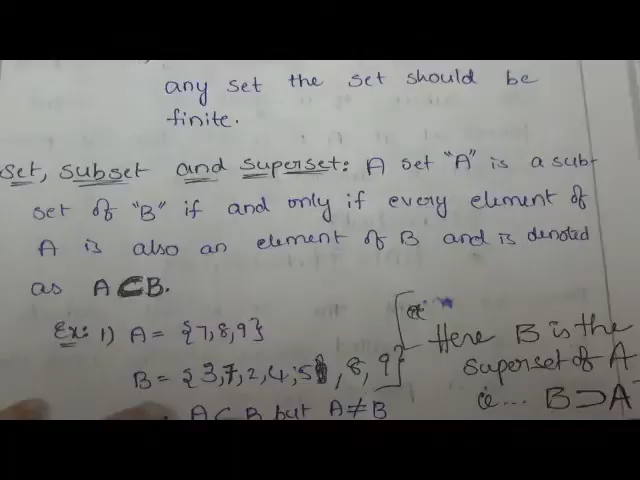 any set the set should be
finite.
set, subset and superset: A set "A" is a sub-
set of "B" if and only if every element of
A is also an element of B and is denoted
as A⊂B.
Ex: 1) A = {7,8,9}
B = {3,7,2,4,5, 8, 9}
A⊂B but A≠B
Here B is the
superset of A
ie... B⊃A